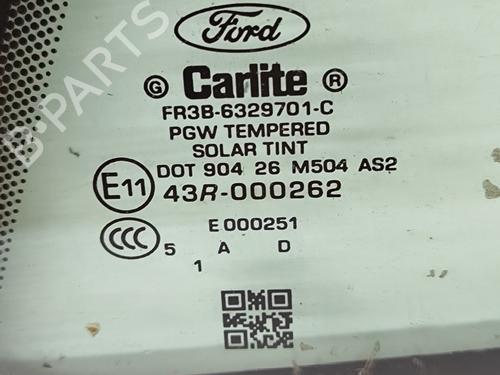 Ford
G Carlite ®
FR3B-6329701-C
PGW TEMPERED
SOLAR TINT
DOT 904 26 M504 AS2
E11 43R-000262
E000251
CCC 5 A D
1
B-PARTS